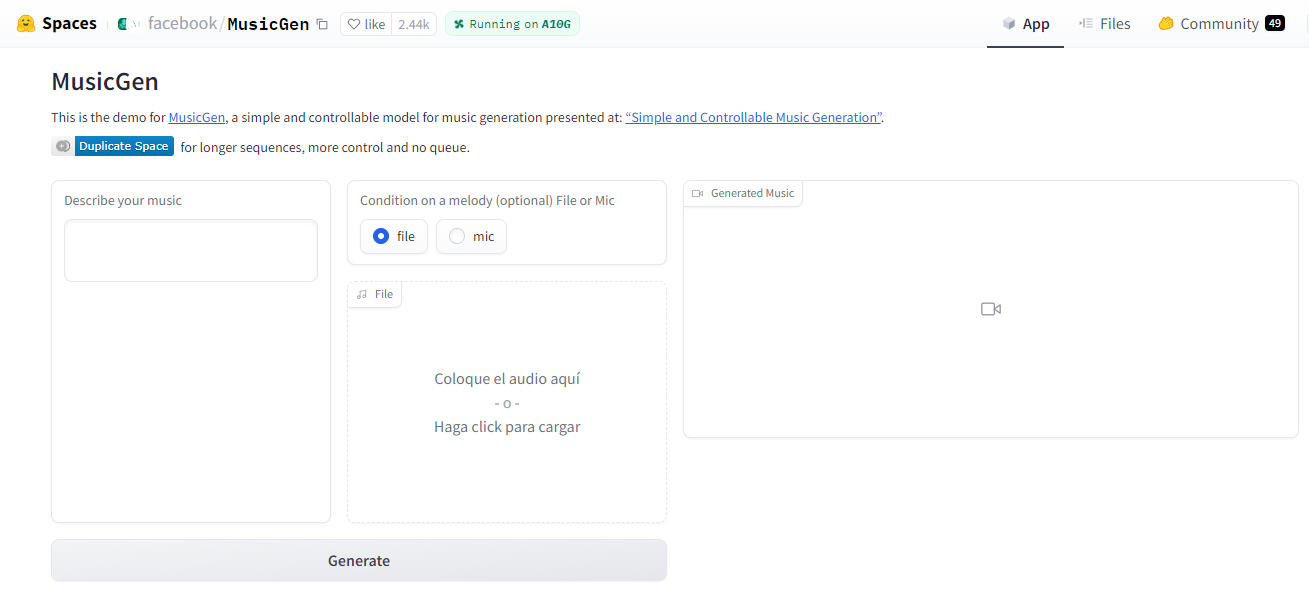 Spaces
facebook/MusicGen
like 2.44k
Running on A10G
App
Files
Community 49
MusicGen
This is the demo for MusicGen, a simple and controllable model for music generation presented at: “Simple and Controllable Music Generation”.
Duplicate Space for longer sequences, more control and no queue.
Describe your music
Condition on a melody (optional) File or Mic
file
mic
File
Coloque el audio aquí
- o -
Haga click para cargar
Generated Music
Generate